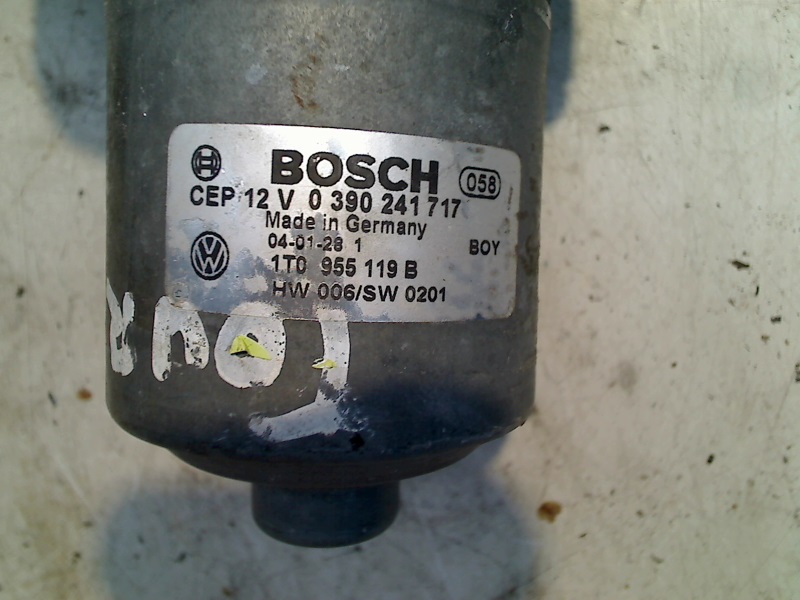 BOSCH 058
CEP 12 V 0 390 241 717
Made in Germany
04-01-28 1 BOY
1T0 955 119 B
HW 006/SW 0201
TOUR